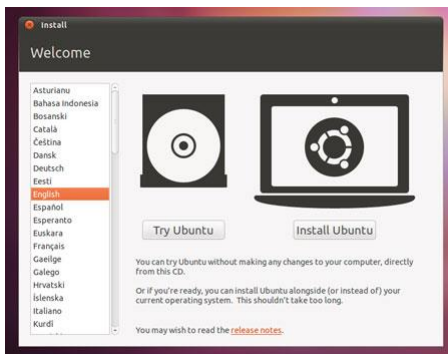 Install
Welcome
Asturianu
Bahasa Indonesia
Bosanski
Català
Čeština
Dansk
Deutsch
Eesti
English
Español
Esperanto
Euskara
Français
Gaeilge
Galego
Hrvatski
Íslenska
Italiano
Kurdî
Try Ubuntu
Install Ubuntu
You can try Ubuntu without making any changes to your computer, directly
from this CD.
Or if you're ready, you can install Ubuntu alongside (or instead of) your
current operating system. This shouldn't take too long.
You may wish to read the release notes.